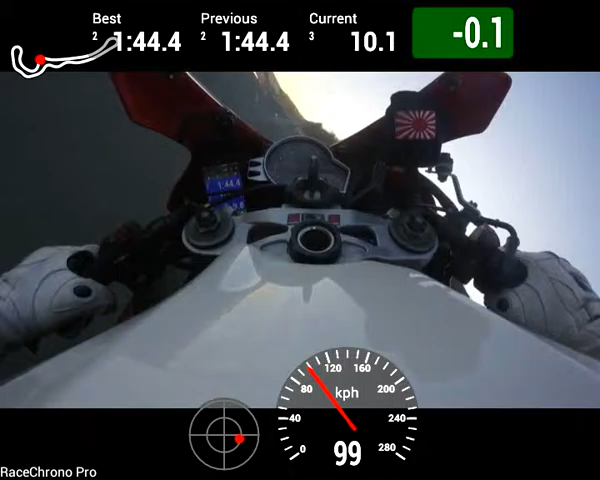 Best Previous Current
2 1:44.4 2 1:44.4 3 10.1 -0.1
1:44.4
120 160
80 kph 200
40 240
0 99 280
RaceChrono Pro